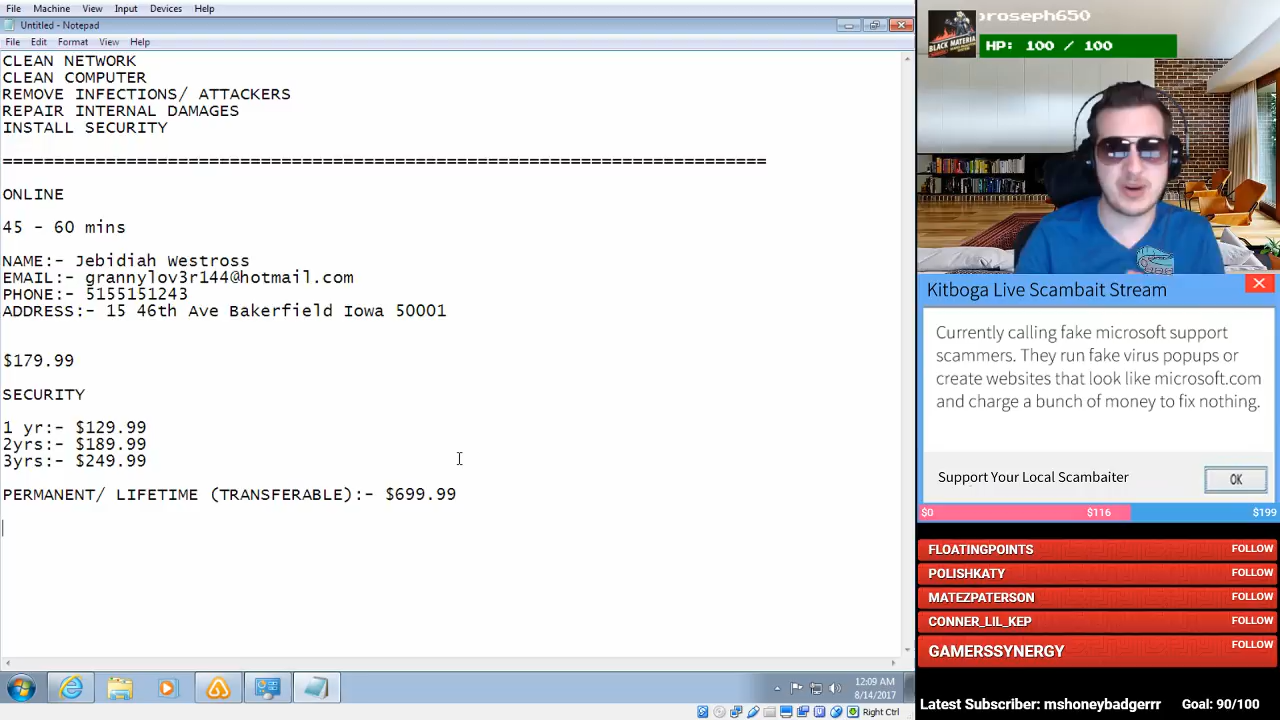 File Machine View Input Devices Help
Untitled - Notepad
File Edit Format View Help
CLEAN NETWORK
CLEAN COMPUTER
REMOVE INFECTIONS/ ATTACKERS
REPAIR INTERNAL DAMAGES
INSTALL SECURITY
==========================================================================
ONLINE
45 - 60 mins
NAME:- Jebidiah Westross
EMAIL:- grannylov3r144@hotmail.com
PHONE:- 5155151243
ADDRESS:- 15 46th Ave Bakerfield Iowa 50001
$179.99
SECURITY
1 yr:- $129.99
2yrs:- $189.99
3yrs:- $249.99
PERMANENT/ LIFETIME (TRANSFERABLE):- $699.99
12:09 AM
8/14/2017
Right Ctrl
proseph650
BLACK MATERIA
HP: 100 / 100
Kitboga Live Scambait Stream
Currently calling fake microsoft support
scammers. They run fake virus popups or
create websites that look like microsoft.com
and charge a bunch of money to fix nothing.
Support Your Local Scambaiter
OK
$0 $116 $199
FLOATINGPOINTS FOLLOW
POLISHKATY FOLLOW
MATEZPATERSON FOLLOW
CONNER_LIL_KEP FOLLOW
GAMERSSYNERGY FOLLOW
Latest Subscriber: mshoneybadgerrr Goal: 90/100